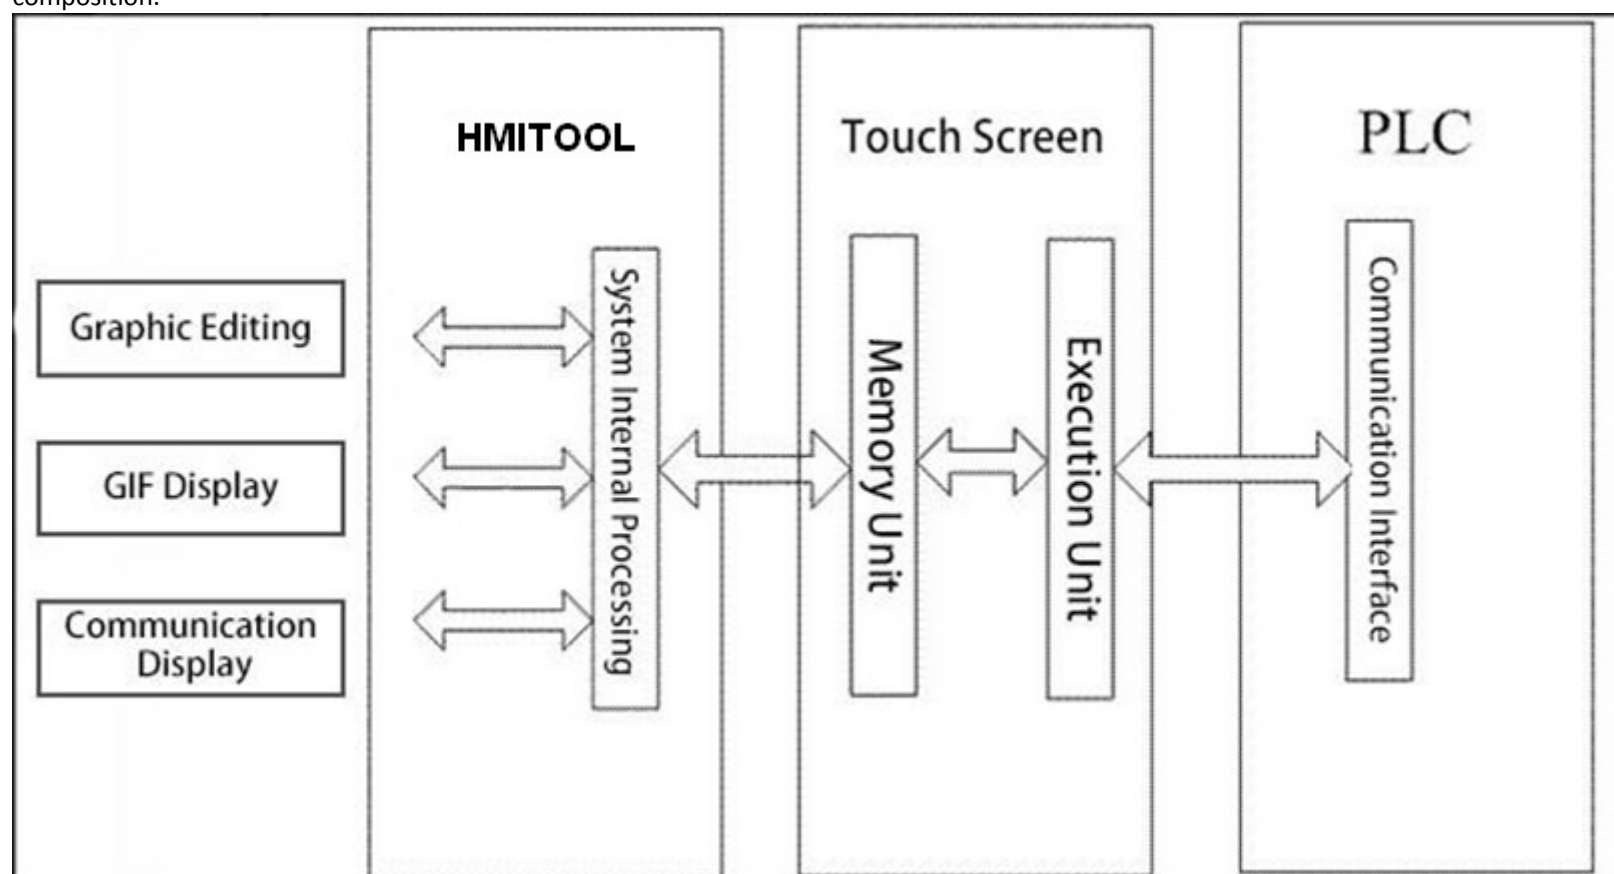 composition.
HMITOOL
Touch Screen
PLC
Graphic Editing
GIF Display
Communication
Display
System Internal Processing
Memory Unit
Execution Unit
Communication Interface